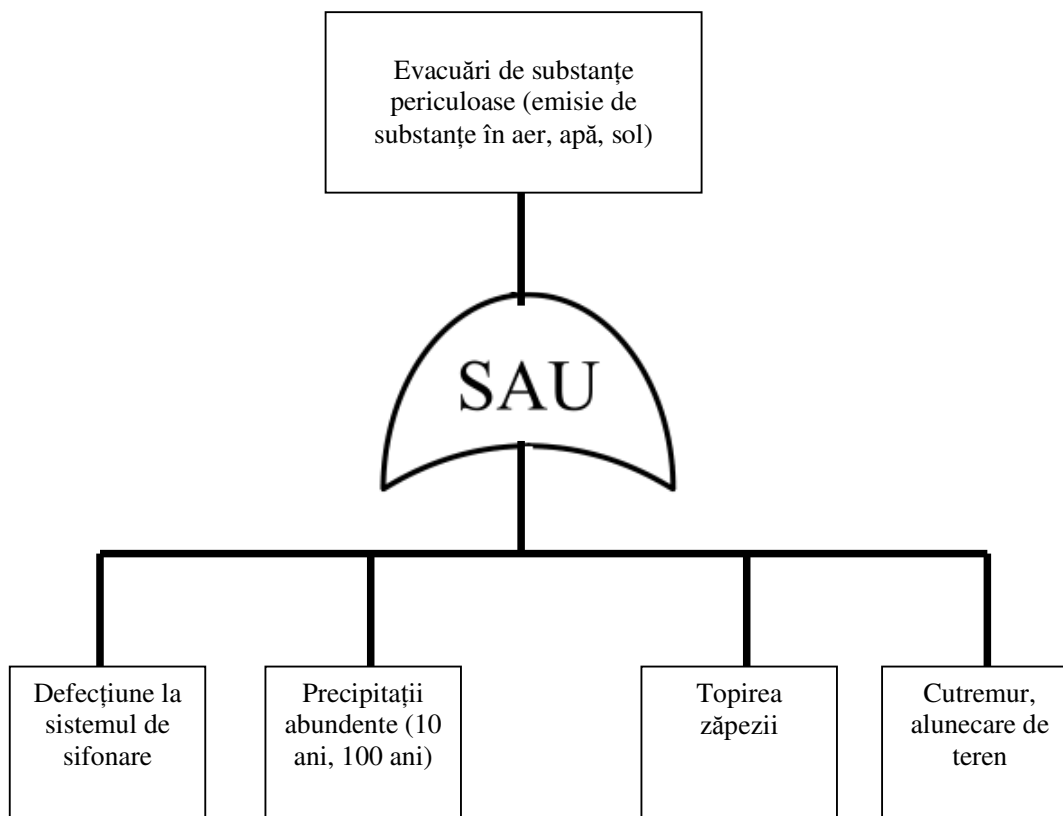 Evacuări de substanțe
periculoase (emisie de
substanțe în aer, apă, sol)
SAU
Defecțiune la
sistemul de
sifonare
Precipitații
abundente (10
ani, 100 ani)
Topirea
zăpezii
Cutremur,
alunecare de
teren